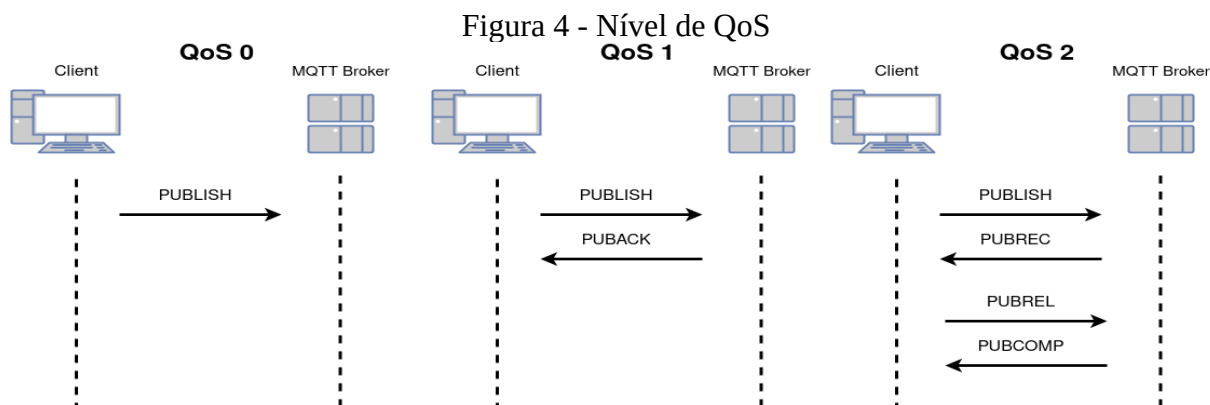 Figura 4 - Nível de QoS
QoS 0
Client
MQTT Broker
PUBLISH
QoS 1
Client
MQTT Broker
PUBLISH
PUBACK
QoS 2
Client
MQTT Broker
PUBLISH
PUBREC
PUBREL
PUBCOMP